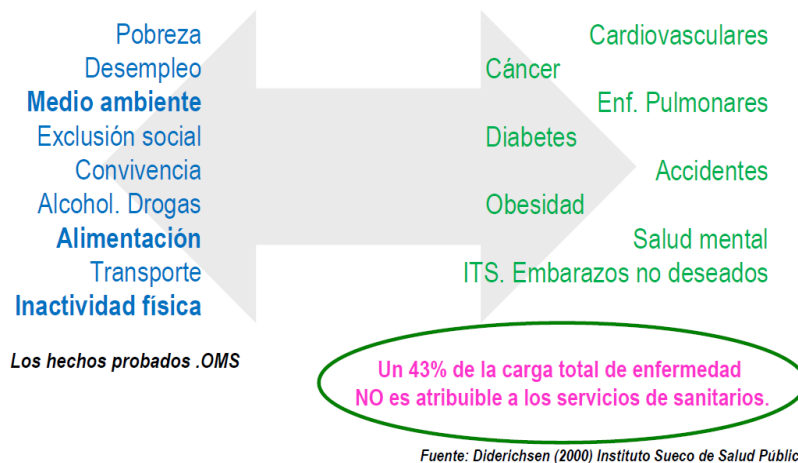 Pobreza
Desempleo
Medio ambiente
Exclusión social
Convivencia
Alcohol. Drogas
Alimentación
Transporte
Inactividad fisica
Los hechos probados .OMS
Cardiovasculares
Cáncer
Enf. Pulmonares
Diabetes
Accidentes
Obesidad
Salud mental
ITS. Embarazos no deseados
Un 43% de la carga total de enfermedad
NO es atribuible a los servicios de sanitarios.
Fuente: Diderichsen (2000) Instituto Sueco de Salud Públic